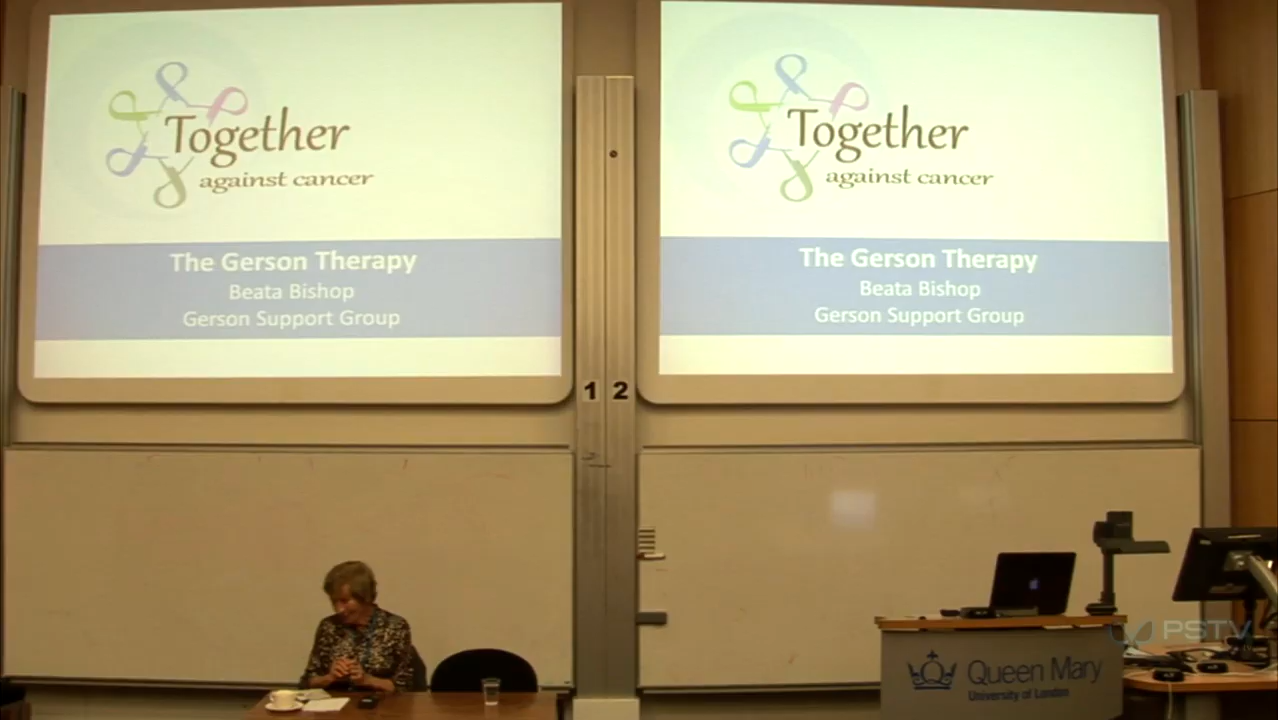 Together
against cancer
The Gerson Therapy
Beata Bishop
Gerson Support Group
Together
against cancer
The Gerson Therapy
Beata Bishop
Gerson Support Group
1 2
PSTV
Queen Mary
University of London